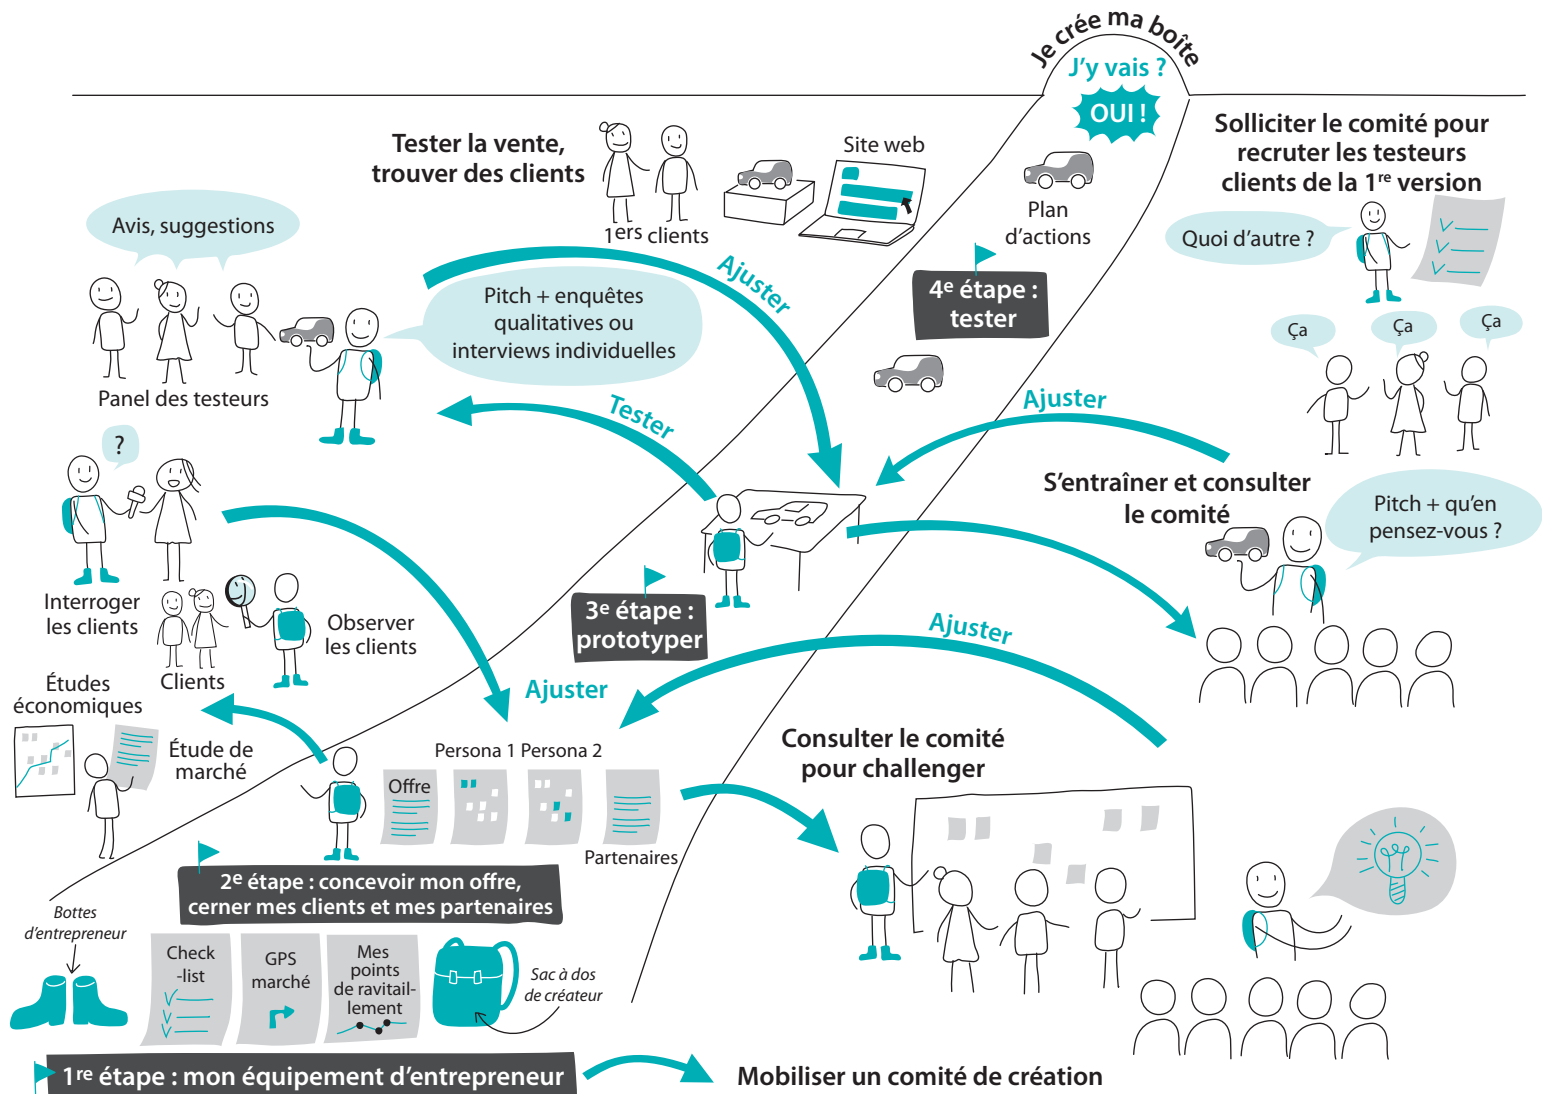 Je crée ma boîte
J'y vais ?
OUI !
Tester la vente,
trouver des clients
1ers clients
Site web
Plan
d'actions
4e étape :
tester
Solliciter le comité pour
recruter les testeurs
clients de la 1re version
Quoi d'autre ?
Ça
Ça
Ça
Avis, suggestions
Panel des testeurs
Pitch + enquêtes
qualitatives ou
interviews individuelles
Ajuster
Tester
Ajuster
S'entraîner et consulter
le comité
Pitch + qu'en
pensez-vous ?
?
Interroger
les clients
Observer
les clients
Clients
3e étape :
prototyper
Ajuster
Ajuster
Études
économiques
Étude de
marché
Persona 1 Persona 2
Offre
Partenaires
Consulter le comité
pour challenger
2e étape : concevoir mon offre,
cerner mes clients et mes partenaires
Bottes
d'entrepreneur
Check
-list
GPS
marché
Mes
points
de ravitail-
lement
Sac à dos
de créateur
1re étape : mon équipement d'entrepreneur
Mobiliser un comité de création